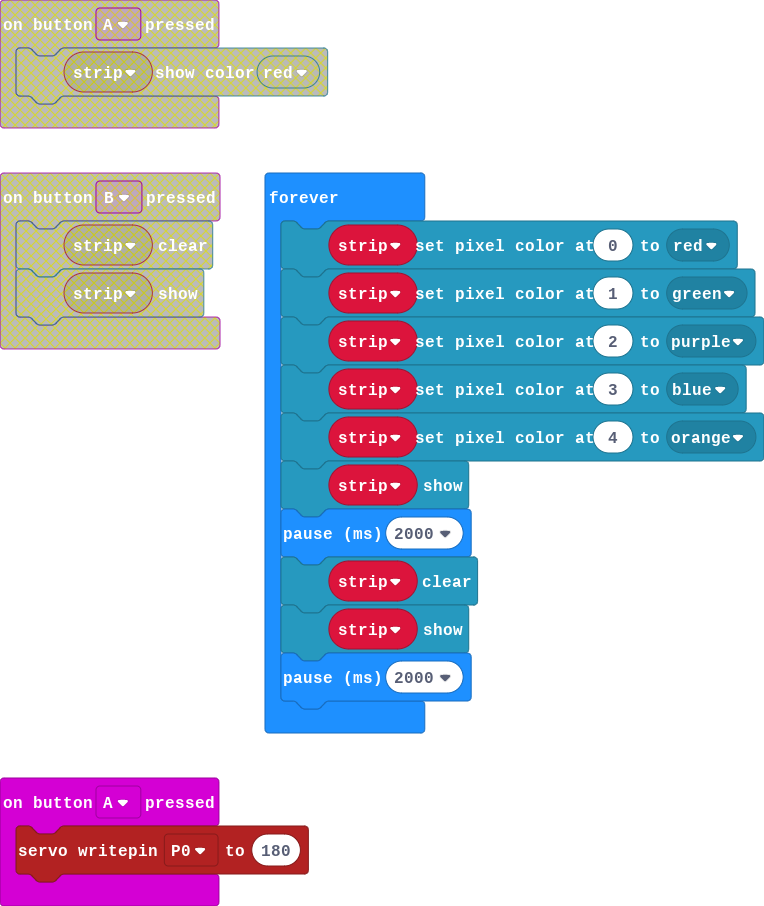 on button A pressed
strip show color red
on button B pressed
strip clear
strip show
forever
strip set pixel color at 0 to red
strip set pixel color at 1 to green
strip set pixel color at 2 to purple
strip set pixel color at 3 to blue
strip set pixel color at 4 to orange
strip show
pause (ms) 2000
strip clear
strip show
pause (ms) 2000
on button A pressed
servo writepin P0 to 180